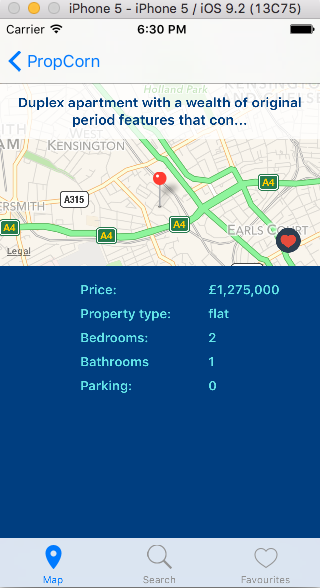 iPhone 5 - iPhone 5 / iOS 9.2 (13C75)
Carrier 6:30 PM
PropCorn
Duplex apartment with a wealth of original
period features that con...
Holland Park
KENSINGTON
WEST
KENSINGTON
ERSMITH
A315
A4
A4
A4
A4
EARLS COURT
Legal
Price: £1,275,000
Property type: flat
Bedrooms: 2
Bathrooms 1
Parking: 0
Map Search Favourites